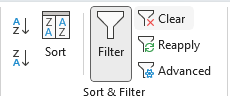 A
Z
Z
A
Z A
A Z
Sort
Filter
Clear
Reapply
Advanced
Sort & Filter